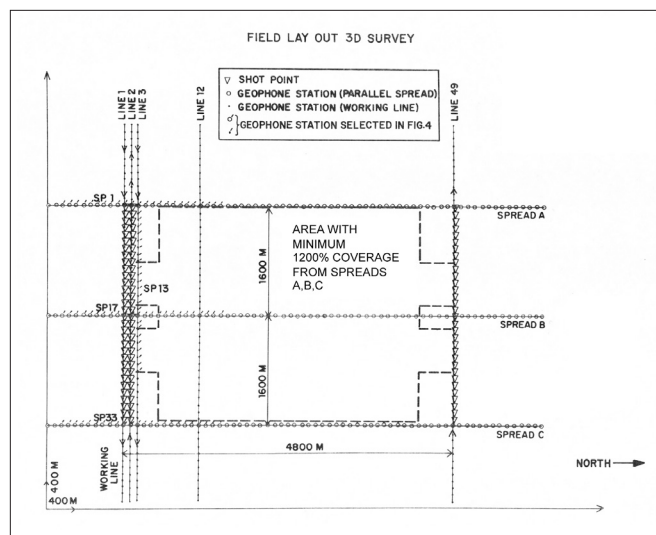 FIELD LAY OUT 3D SURVEY
▽ SHOT POINT
○ GEOPHONE STATION (PARALLEL SPREAD)
· GEOPHONE STATION (WORKING LINE)
GEOPHONE STATION SELECTED IN FIG.4
LINE 1
LINE 2
LINE 3
LINE 12
LINE 49
SP 1
SPREAD A
AREA WITH
MINIMUM
1200% COVERAGE
FROM SPREADS
A,B,C
1600 M
SP13
SP17
SPREAD B
1600 M
SP33
SPREAD C
4800 M
WORKING
LINE
NORTH
400 M
400 M